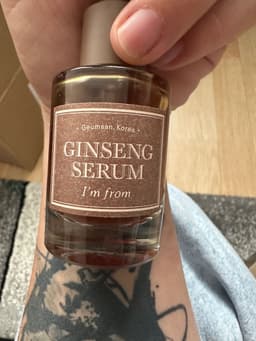 - Geumsan, Korea -
GINSENG
SERUM
I'm from